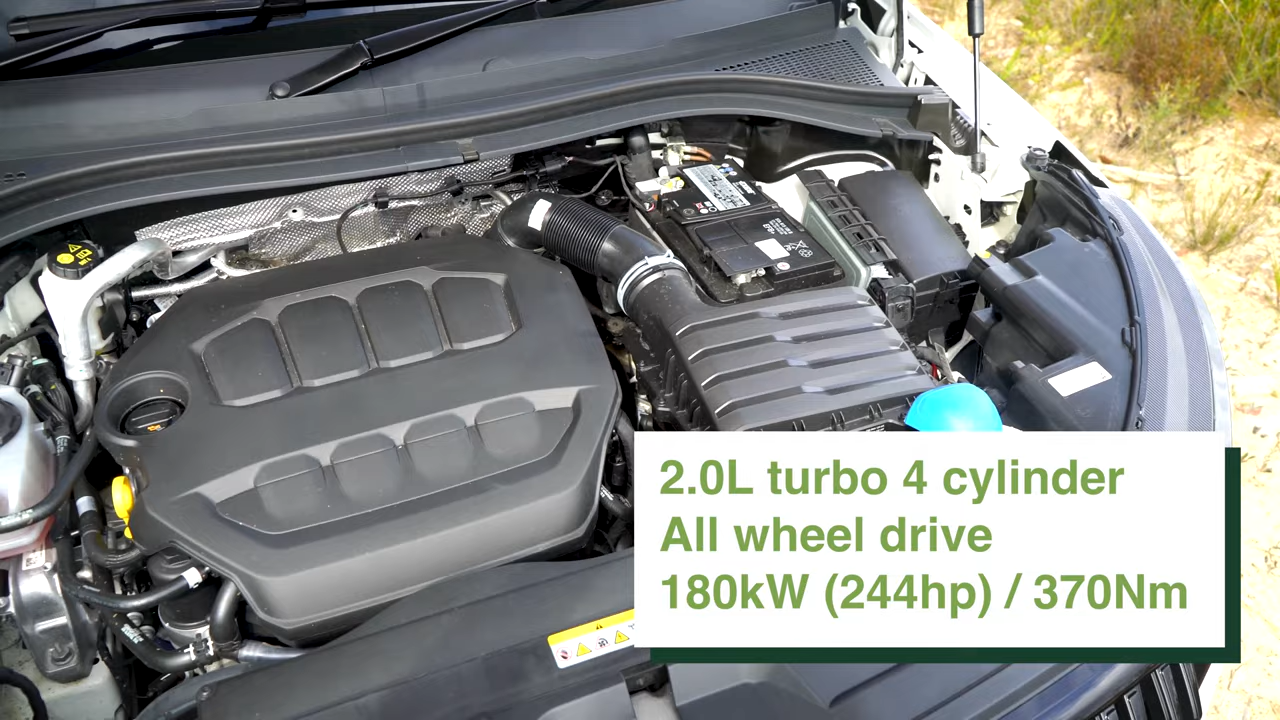 2.0L turbo 4 cylinder
All wheel drive
180kW (244hp) / 370Nm